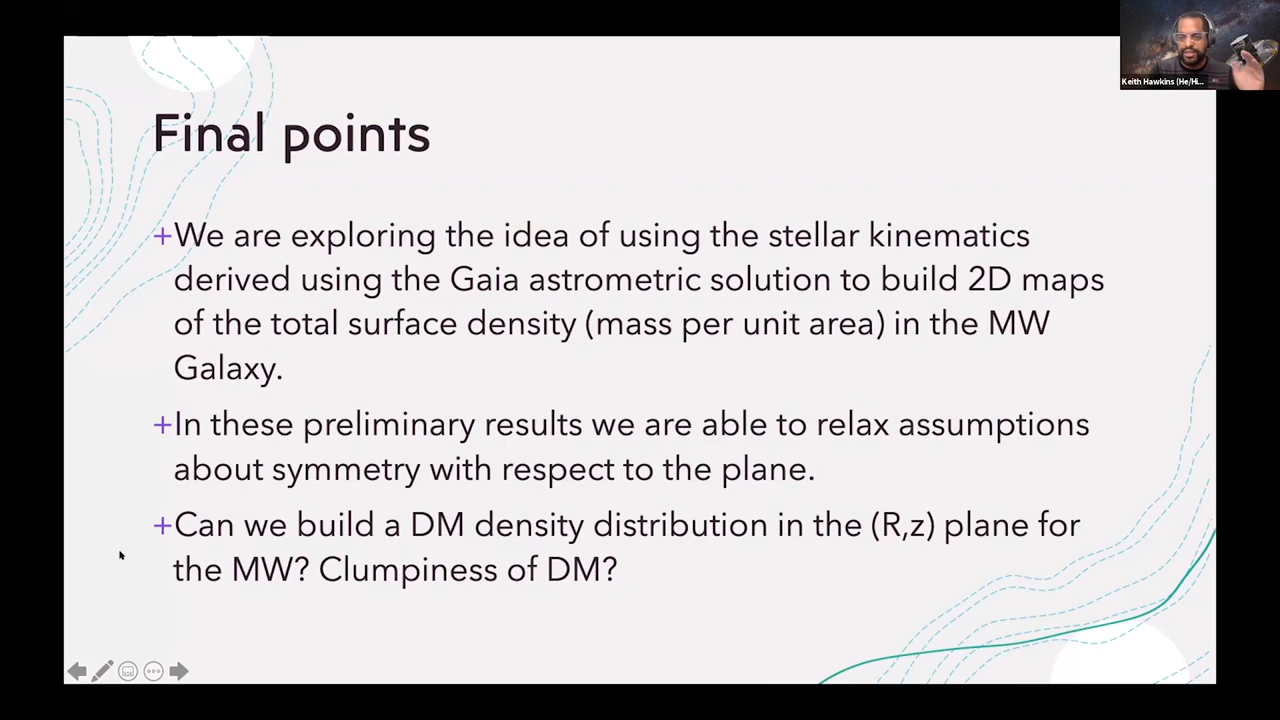 Keith Hawkins (He/Hi...
Final points
+We are exploring the idea of using the stellar kinematics
derived using the Gaia astrometric solution to build 2D maps
of the total surface density (mass per unit area) in the MW
Galaxy.
+In these preliminary results we are able to relax assumptions
about symmetry with respect to the plane.
+Can we build a DM density distribution in the (R,z) plane for
the MW? Clumpiness of DM?